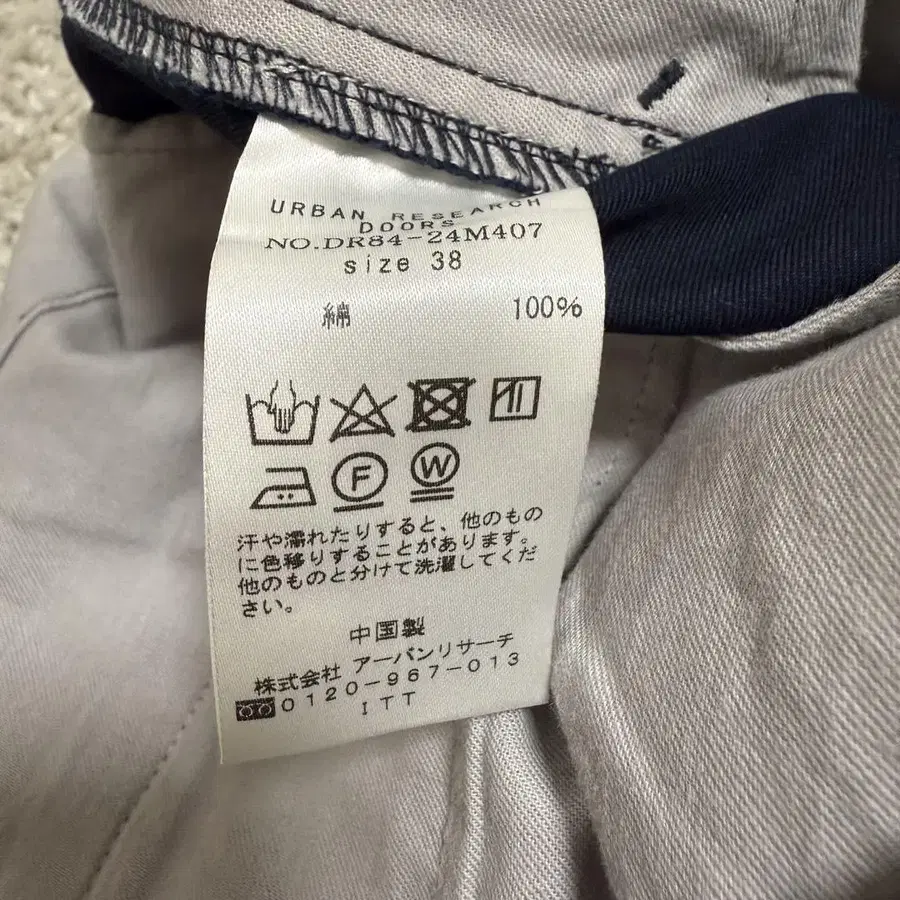 URBAN RESEARCH
DOORS
NO.DR84-24M407
size 38
綿 100%
F W
汗や濡れたりすると、他のもの
に色移りすることがあります。
他のものと分けて洗濯してくだ
さい。
中国製
株式会社 アーバンリサーチ
0120-967-013
ITT